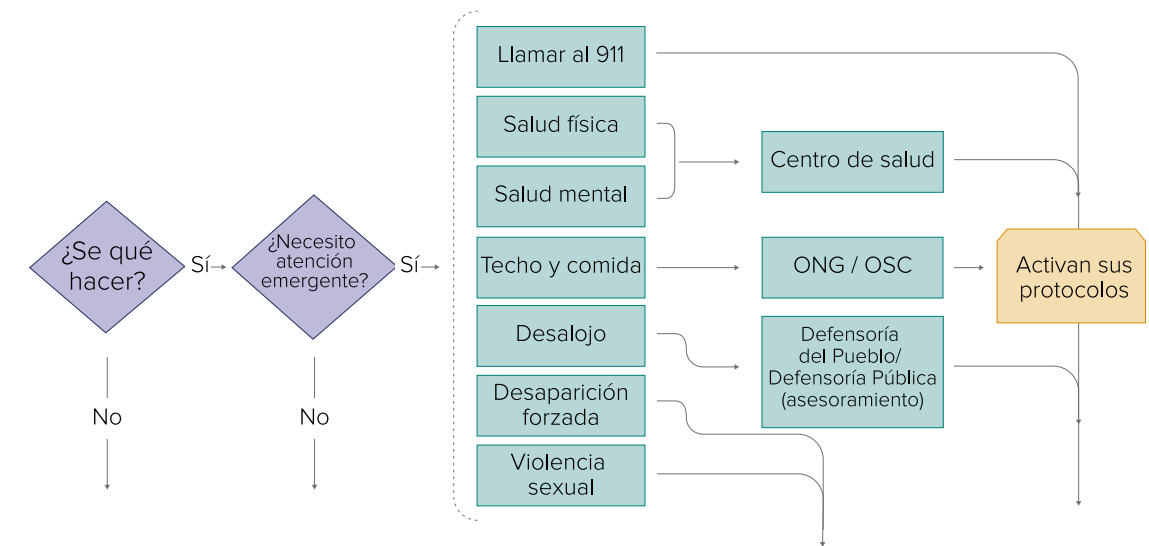 ¿Se qué
hacer?
Sí
No
¿Necesito
atención
emergente?
Sí
No
Llamar al 911
Salud física
Salud mental
Techo y comida
Desalojo
Desaparición
forzada
Violencia
sexual
Centro de salud
ONG / OSC
Defensoría
del Pueblo/
Defensoría Pública
(asesoramiento)
Activan sus
protocolos